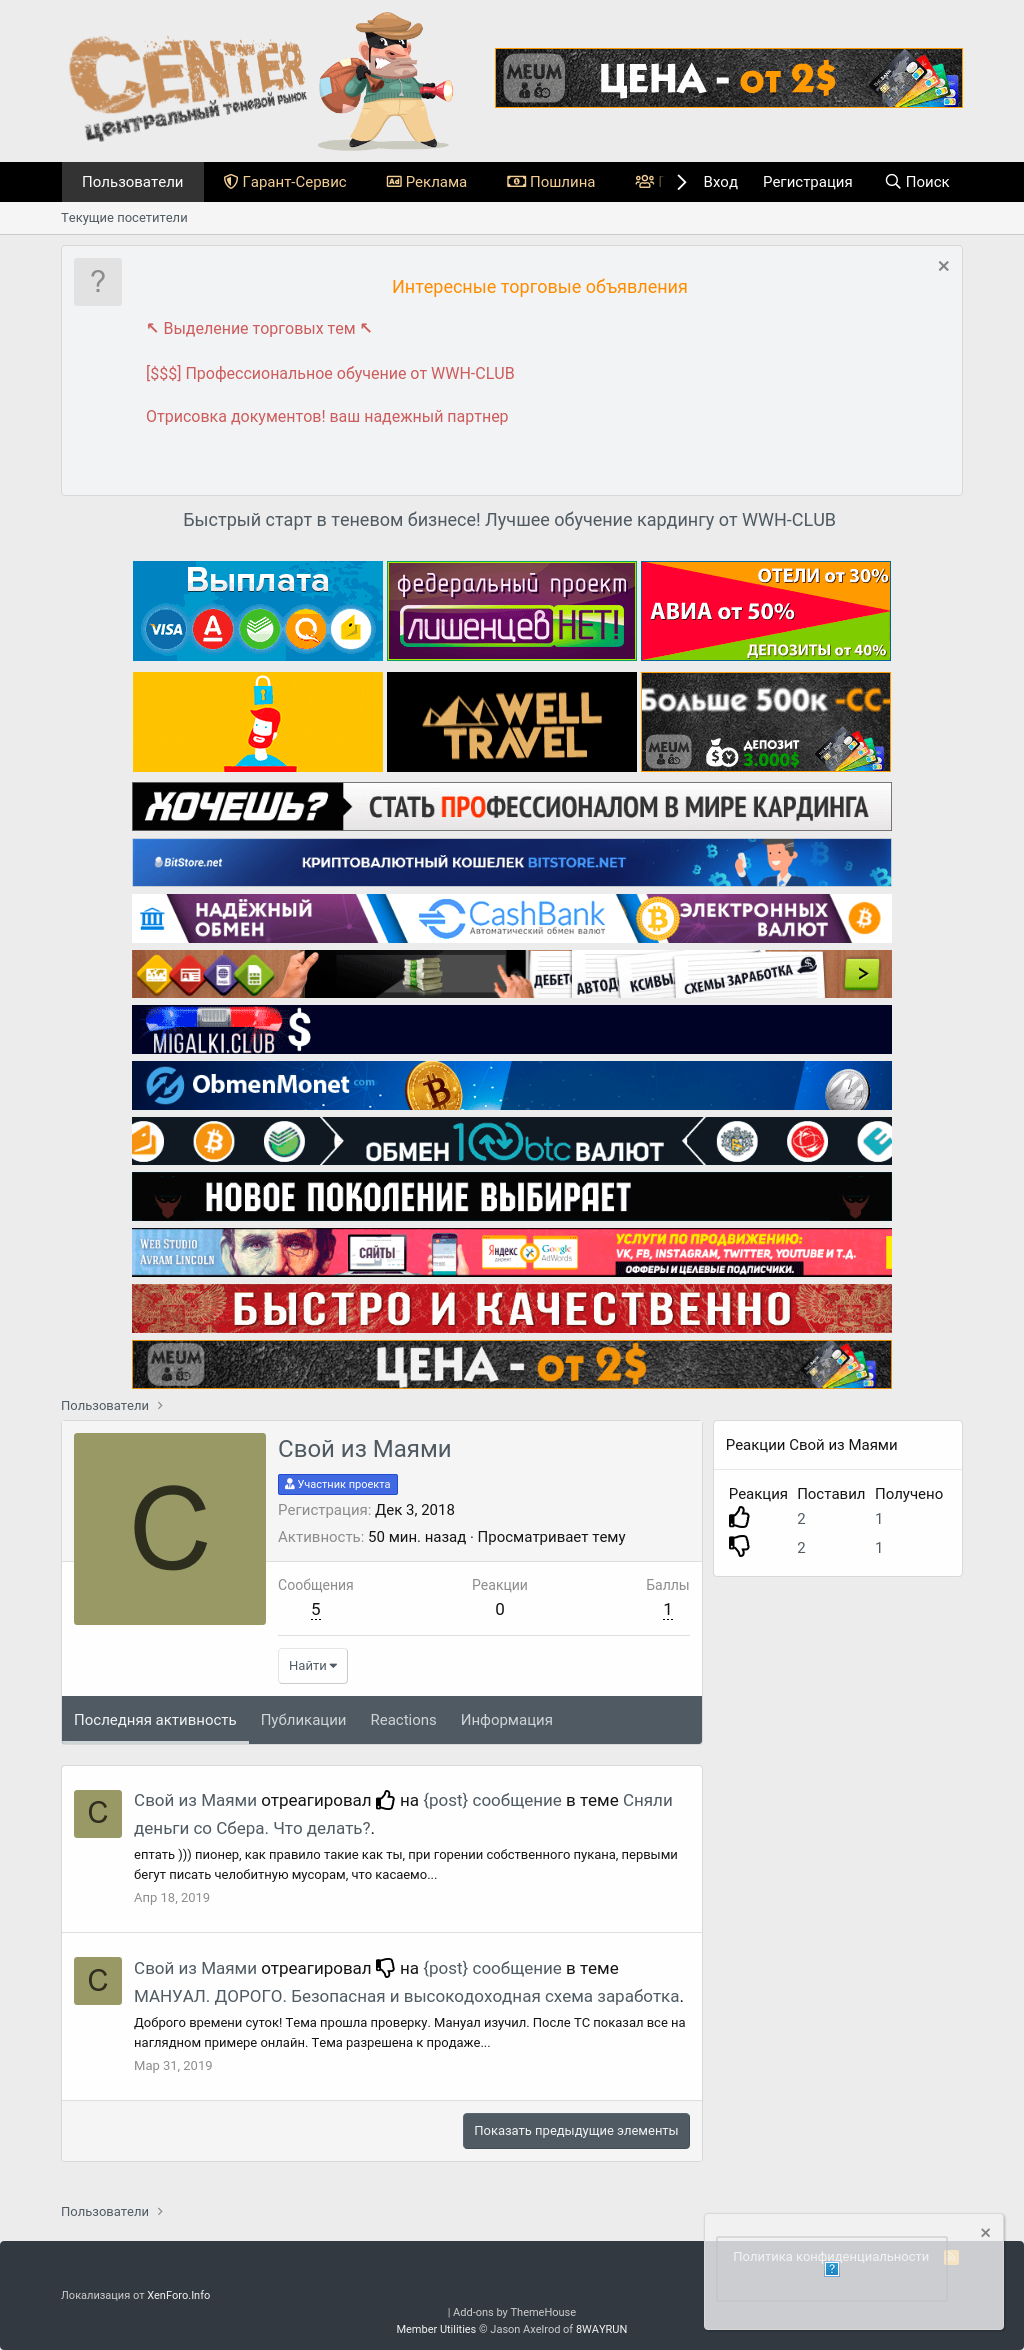 CENTER
центральный теневой рынок
MEUM
ЦЕНА - от 2$
Пользователи
Гарант-Сервис
Реклама
Пошлина
Вход
Регистрация
Поиск
Текущие посетители
?
Интересные торговые объявления
↖ Выделение торговых тем ↖
[$$$] Профессиональное обучение от WWH-CLUB
Отрисовка документов! ваш надежный партнер
Быстрый старт в теневом бизнесе! Лучшее обучение кардингу от WWH-CLUB
Выплата
VISA
федеральный проект
лишенцев НЕТ!
ОТЕЛИ от 30%
АВИА от 50%
ДЕПОЗИТЫ от 40%
WELL
TRAVEL
Больше 500к -СС-
MEUM
ДЕПОЗИТ
3.000$
ХОЧЕШЬ?
СТАТЬ ПРОФЕССИОНАЛОМ В МИРЕ КАРДИНГА
BitStore.net
КРИПТОВАЛЮТНЫЙ КОШЕЛЕК BITSTORE.NET
НАДЁЖНЫЙ
ОБМЕН
CashBank
Автоматический обмен валют
ЭЛЕКТРОННЫХ
ВАЛЮТ
ДЕБЕТО
АВТОД
КСИВЫ
СХЕМЫ ЗАРАБОТКА
>
MIGALKI.CLUB
$
ObmenMonet.com
ОБМЕН 100btc ВАЛЮТ
НОВОЕ ПОКОЛЕНИЕ ВЫБИРАЕТ
WEB STUDIO
AVRAM LINCOLN
САЙТЫ
Яндекс
директ
Google
AdWords
УСЛУГИ ПО ПРОДВИЖЕНИЮ:
VK, FB, INSTAGRAM, TWITTER, YOUTUBE И Т.Д.
ОФФЕРЫ И ЦЕЛЕВЫЕ ПОДПИСЧИКИ.
БЫСТРО И КАЧЕСТВЕННО
MEUM
ЦЕНА - от 2$
Пользователи
С
Свой из Маями
Участник проекта
Регистрация: Дек 3, 2018
Активность: 50 мин. назад · Просматривает тему
Сообщения
5
Реакции
0
Баллы
1
Найти
Последняя активность
Публикации
Reactions
Информация
Реакции Свой из Маями
Реакция Поставил Получено
2 1
2 1
С
Свой из Маями отреагировал на {post} сообщение в теме Сняли
деньги со Сбера. Что делать?.
ептать ))) пионер, как правило такие как ты, при горении собственного пукана, первыми
бегут писать челобитную мусорам, что касаемо...
Апр 18, 2019
С
Свой из Маями отреагировал на {post} сообщение в теме
МАНУАЛ. ДОРОГО. Безопасная и высокодоходная схема заработка.
Доброго времени суток! Тема прошла проверку. Мануал изучил. После ТС показал все на
наглядном примере онлайн. Тема разрешена к продаже...
Мар 31, 2019
Показать предыдущие элементы
Пользователи
Политика конфиденциальности
?
Локализация от XenForo.Info
| Add-ons by ThemeHouse
Member Utilities © Jason Axelrod of 8WAYRUN